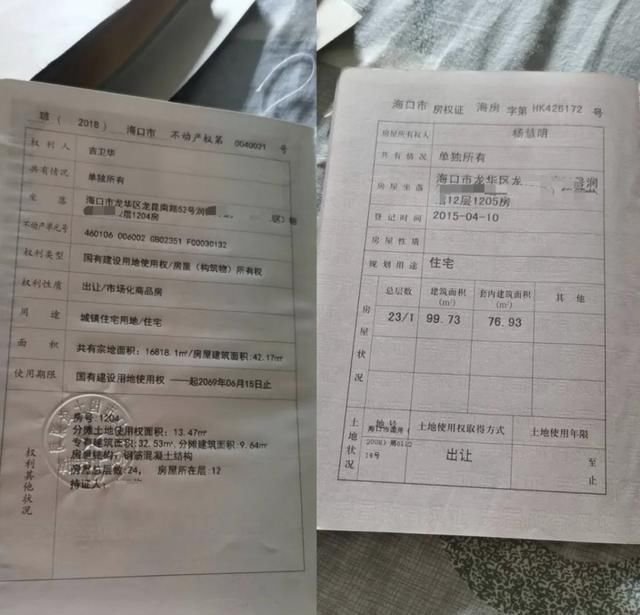 琼( 2018 ) 海口市 不动产权第 0040021 号
权利人 吉卫华
共有情况 单独所有
坐落 海口市龙华区龙昆南路52号润
2层1204房
不动产单元号 460106 006002 GB02351 F00030132
权利类型 国有建设用地使用权/房屋(构筑物)所有权
权利性质 出让/市场化商品房
用途 城镇住宅用地/住宅
面积 共有宗地面积:16818.1㎡/房屋建筑面积:42.17㎡
使用期限 国有建设用地使用权 一一起2069年06月15日止
权利其他状况
房号 1204
分摊土地使用权面积:13.47㎡
专有建筑面积:32.53㎡.分摊建筑面积:9.64㎡
房屋结构:钢筋混凝土结构
房屋总层数:24, 房屋所在层:12
持证人:
海口市 房权证 海房 字第 HK426172 号
房屋所有权人 杨慧明
共有情况 单独所有
房屋坐落 海口市龙华区龙 润
12层1205房
登记时间 2015-04-10
房屋性质
规划用途 住宅
房屋状况
总层数 建筑面积(m²) 套内建筑面积(m²) 其他
23/1 99.73 76.93
土地状况
地号 土地使用权取得方式 土地使用年限
出让 至 止
14号